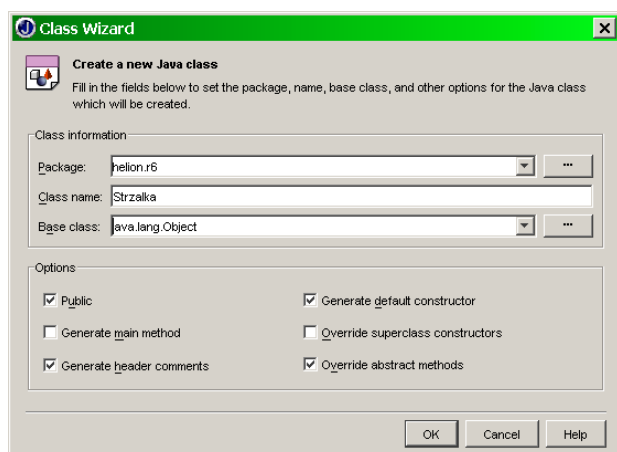 Class Wizard
Create a new Java class
Fill in the fields below to set the package, name, base class, and other options for the Java class
which will be created.
Class information
Package: helion.r6 ...
Class name: Strzalka
Base class: java.lang.Object ...
Options
Public Generate default constructor
Generate main method Override superclass constructors
Generate header comments Override abstract methods
OK Cancel Help